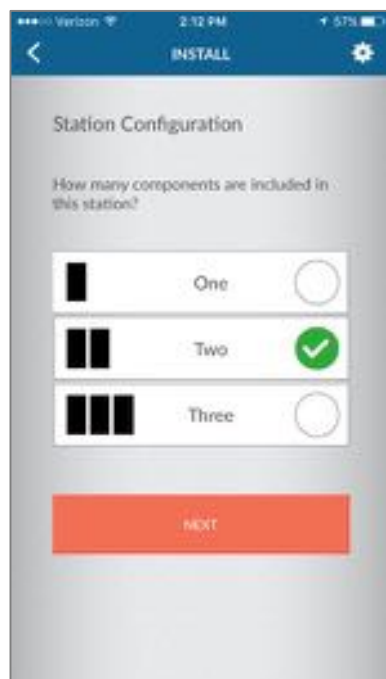 Verizon 2:12 PM 57%
INSTALL
Station Configuration
How many components are included in
this station?
One
Two
Three
NEXT